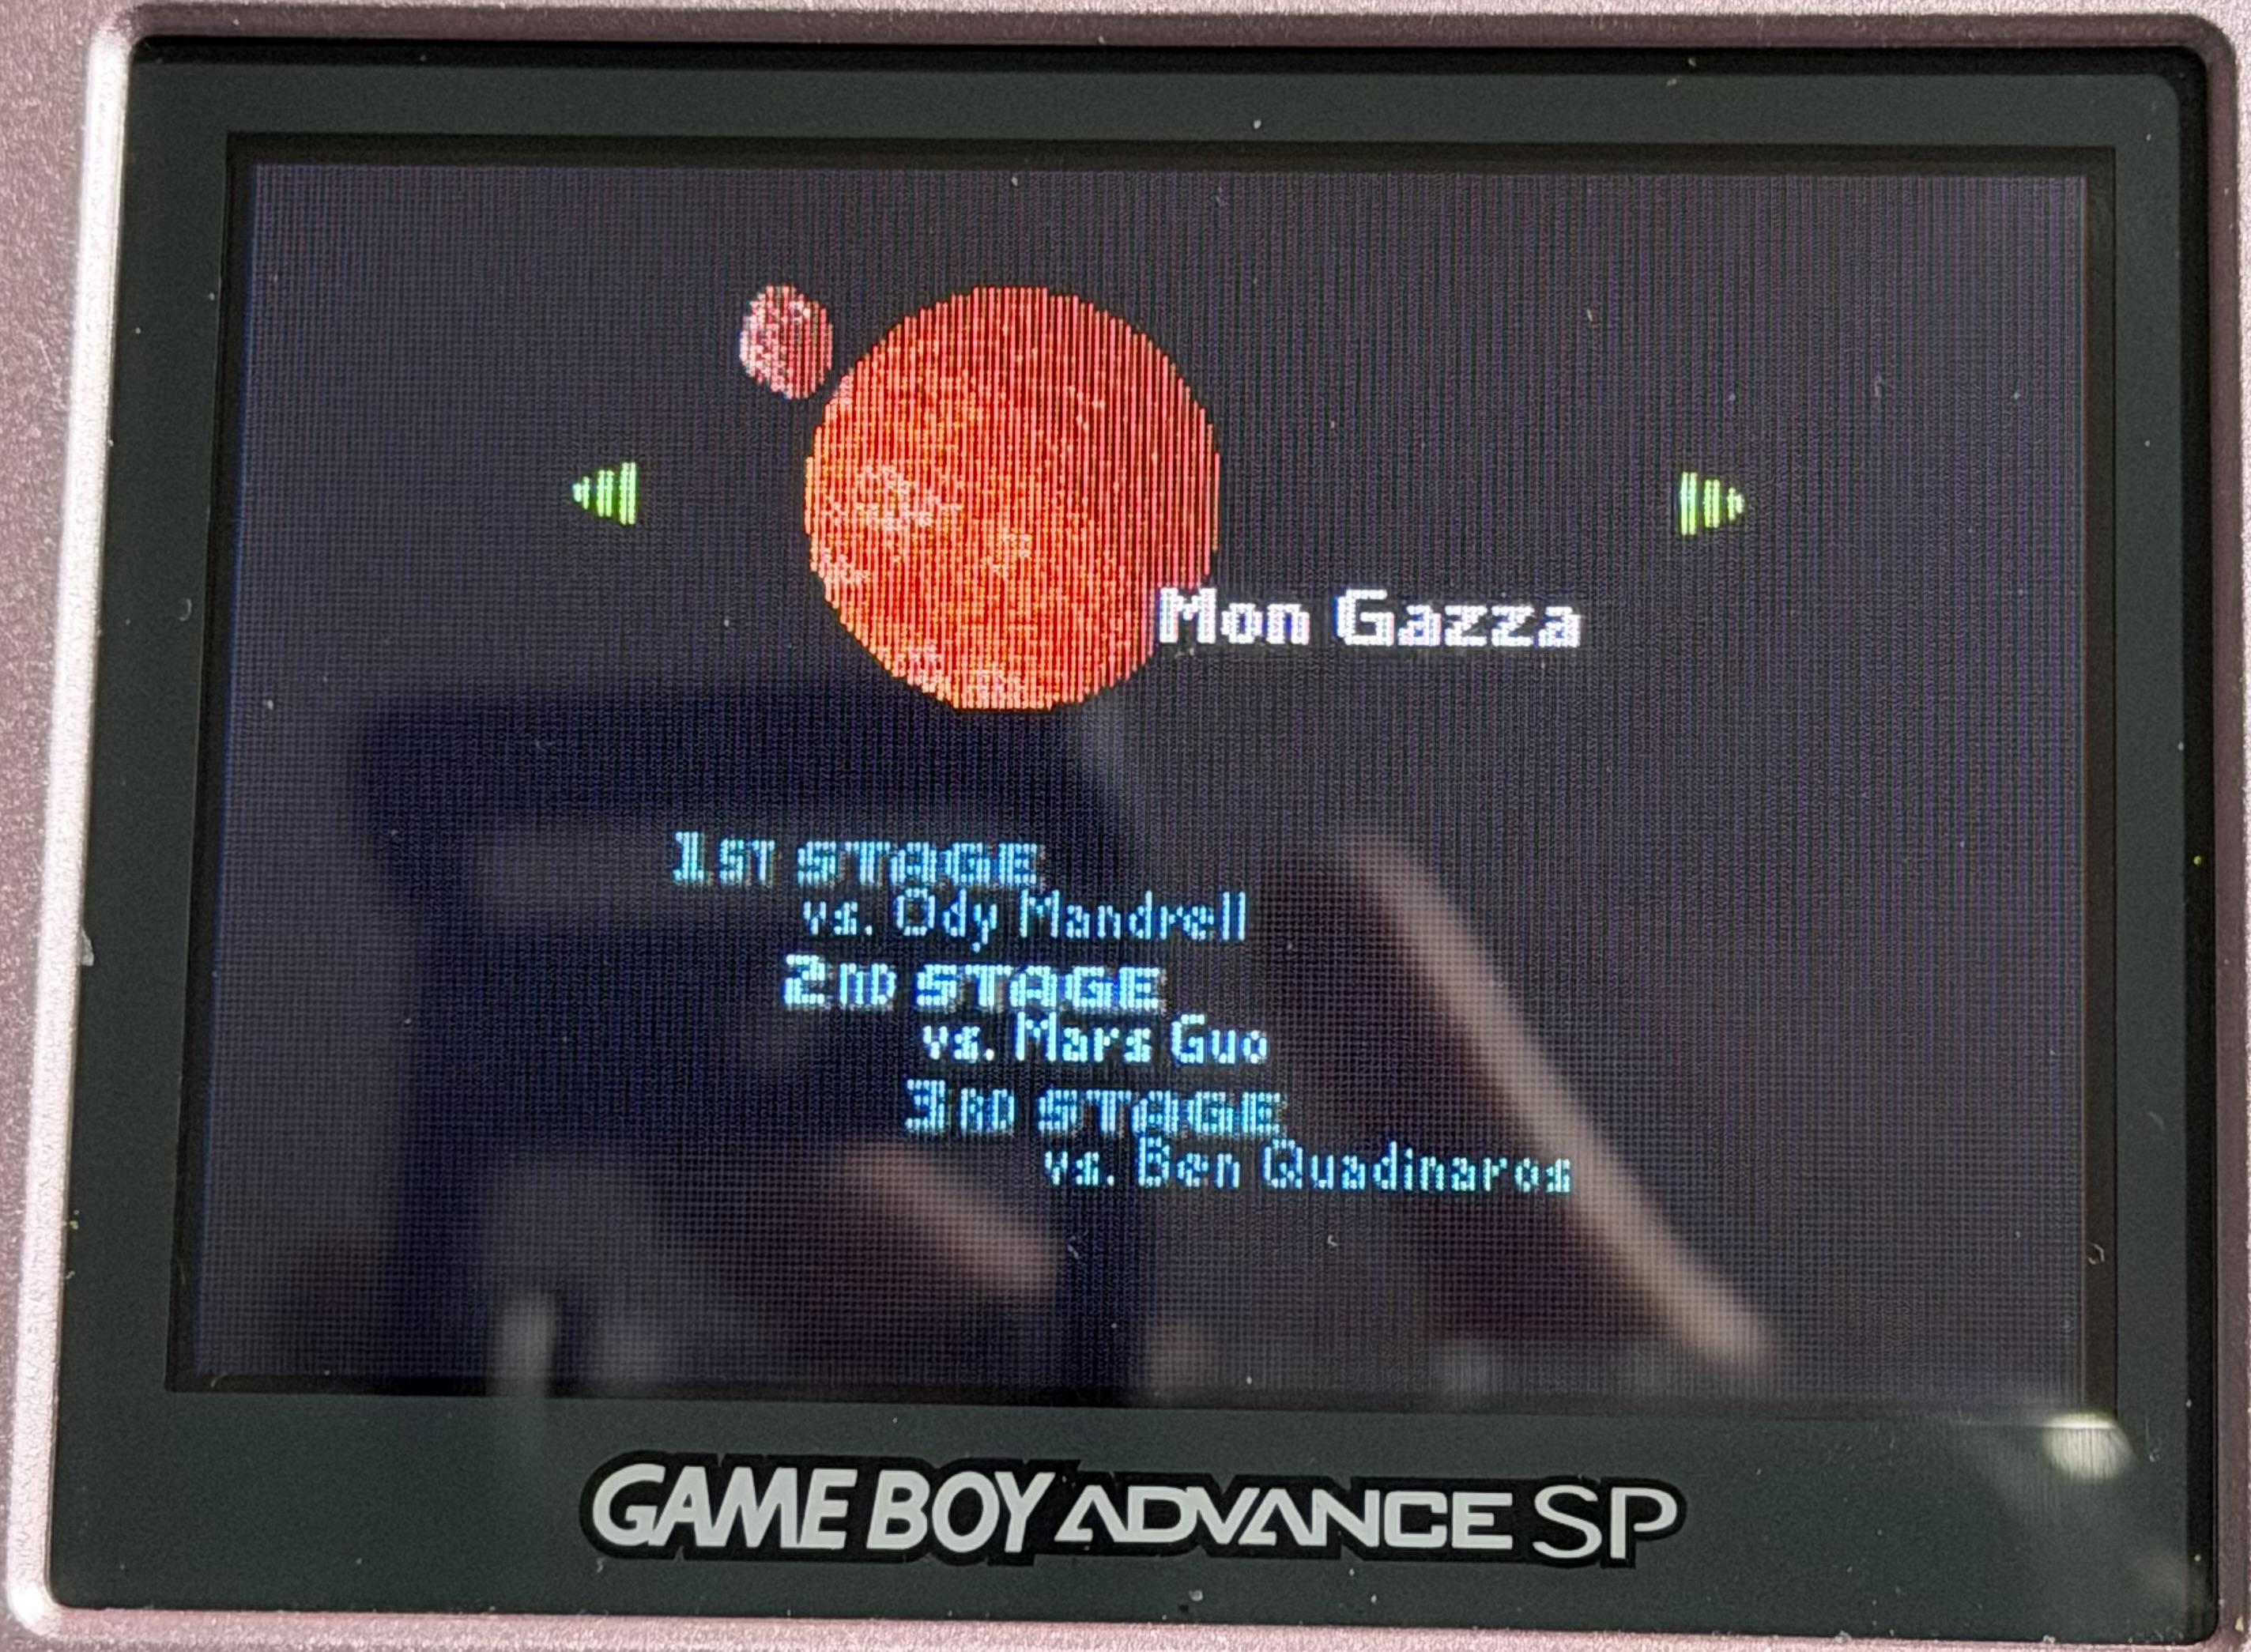 Mon Gazza
1ST STAGE
vs. Ody Mandrell
2ND STAGE
vs. Mars Guo
3RD STAGE
vs. Ben Quadinaros
GAME BOY ADVANCE SP